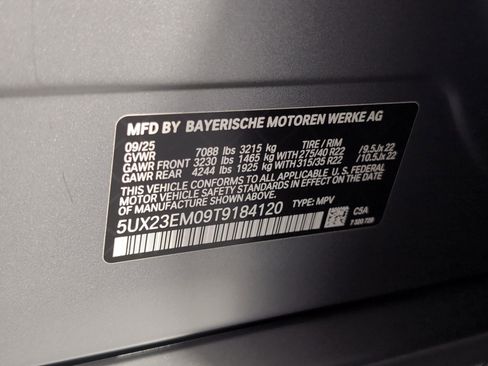 MFD BY BAYERISCHE MOTOREN WERKE AG
09/25 TIRE / RIM
GVWR 7088 lbs 3215 kg
GAWR FRONT 3230 lbs 1465 kg WITH 275/40 R22 /9.5Jx22
GAWR REAR 4244 lbs 1925 kg WITH 315/35 R22 /10.5Jx22
THIS VEHICLE CONFORMS TO ALL APPLICABLE U.S.
FEDERAL MOTOR VEHICLE SAFETY STANDARDS IN
EFFECT ON THE DATE OF MANUFACTURE SHOWN ABOVE.
5UX23EM09T9184120 TYPE: MPV C5A